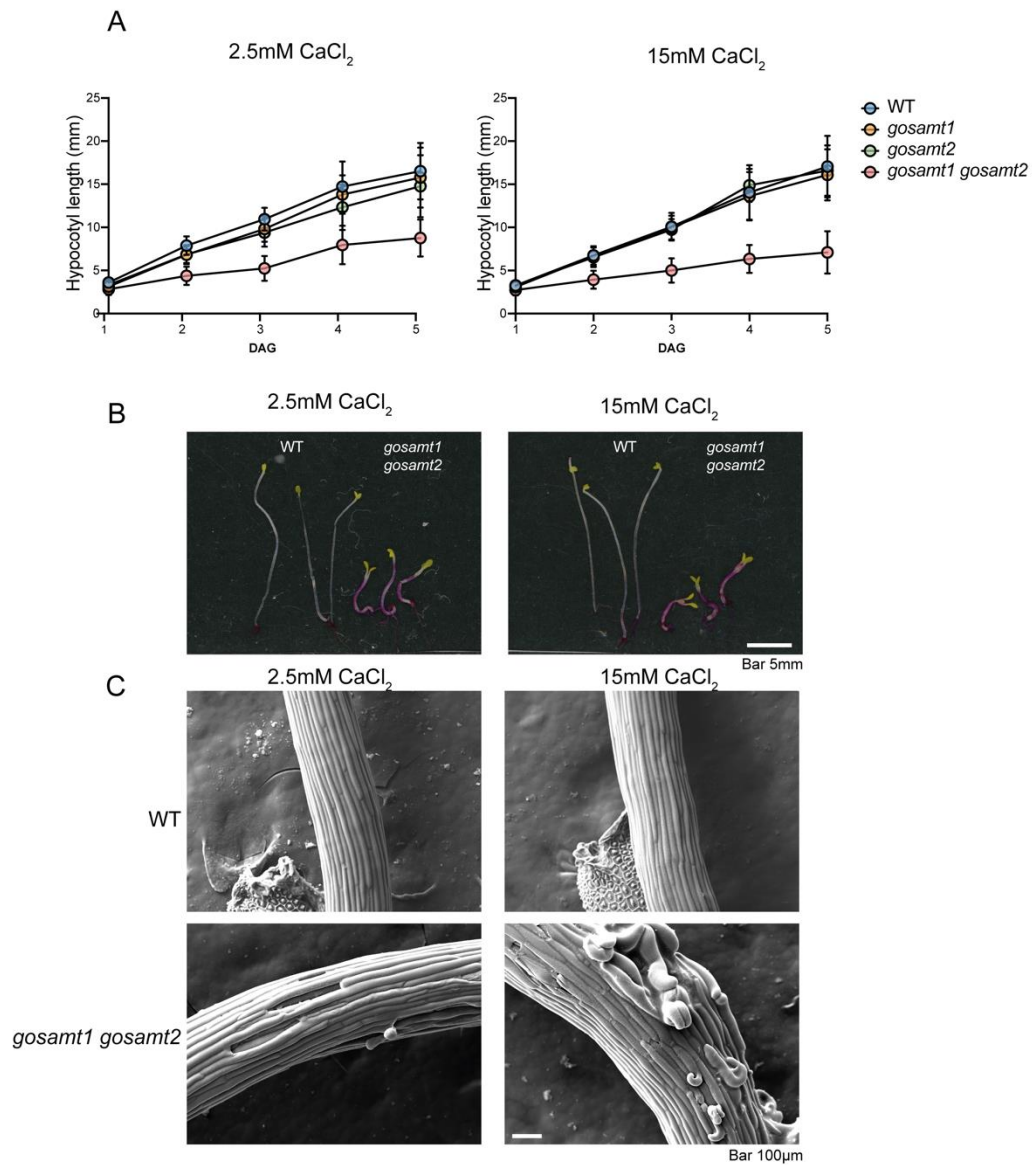 A
2.5mM CaCl₂
15mM CaCl₂
Hypocotyl length (mm)
25
20
15
10
5
0
1 2 3 4 5
DAG
Hypocotyl length (mm)
25
20
15
10
5
0
1 2 3 4 5
DAG
WT
gosamt1
gosamt2
gosamt1 gosamt2
B
2.5mM CaCl₂
15mM CaCl₂
WT
gosamt1
gosamt2
WT
gosamt1
gosamt2
Bar 5mm
C
2.5mM CaCl₂
15mM CaCl₂
WT
gosamt1 gosamt2
Bar 100µm